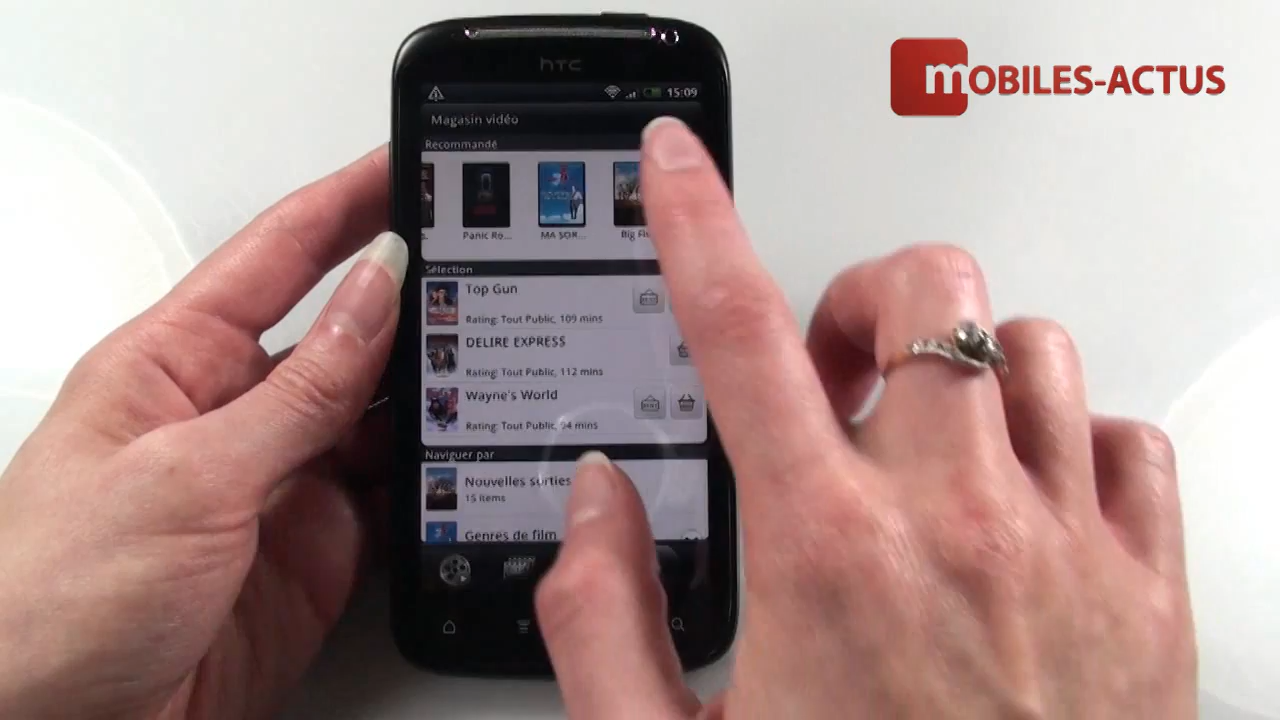 mOBILES-ACTUS
hTC
15:09
Magasin vidéo
Recommandé
Panic Ro...
MA SOR...
Big
Sélection
Top Gun
Rating: Tout Public, 109 mins
DELIRE EXPRESS
Rating: Tout Public, 112 mins
Wayne's World
Rating: Tout Public, 94 mins
Naviguer par
Nouvelles sorties
15 items
Genres de film